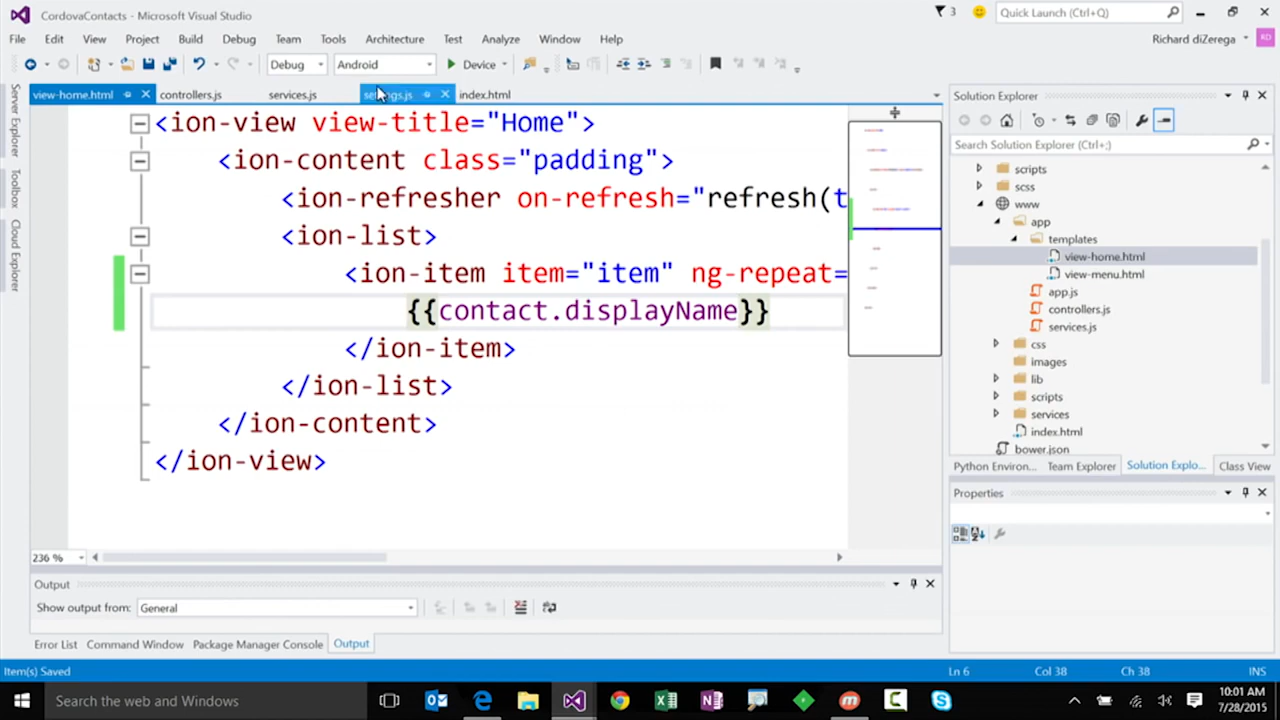 CordovaContacts - Microsoft Visual Studio
3
Quick Launch (Ctrl+Q)
File Edit View Project Build Debug Team Tools Architecture Test Analyze Window Help
Richard diZerega
RD
Debug
Android
Device
view-home.html
controllers.js
services.js
index.html
Server Explorer
Toolbox
Cloud Explorer
<ion-view view-title="Home">
<ion-content class="padding">
<ion-refresher on-refresh="refresh(t
<ion-list>
<ion-item item="item" ng-repeat=
{{contact.displayName}}
</ion-item>
</ion-list>
</ion-content>
</ion-view>
236 %
Output
Show output from: General
Error List Command Window Package Manager Console Output
Solution Explorer
Search Solution Explorer (Ctrl+;)
scripts
scss
www
app
templates
view-home.html
view-menu.html
app.js
controllers.js
services.js
css
images
lib
scripts
services
index.html
bower.json
Python Environ... Team Explorer Solution Explo... Class View
Properties
Item(s) Saved
Ln 6 Col 38 Ch 38 INS
Search the web and Windows
10:01 AM
7/28/2015